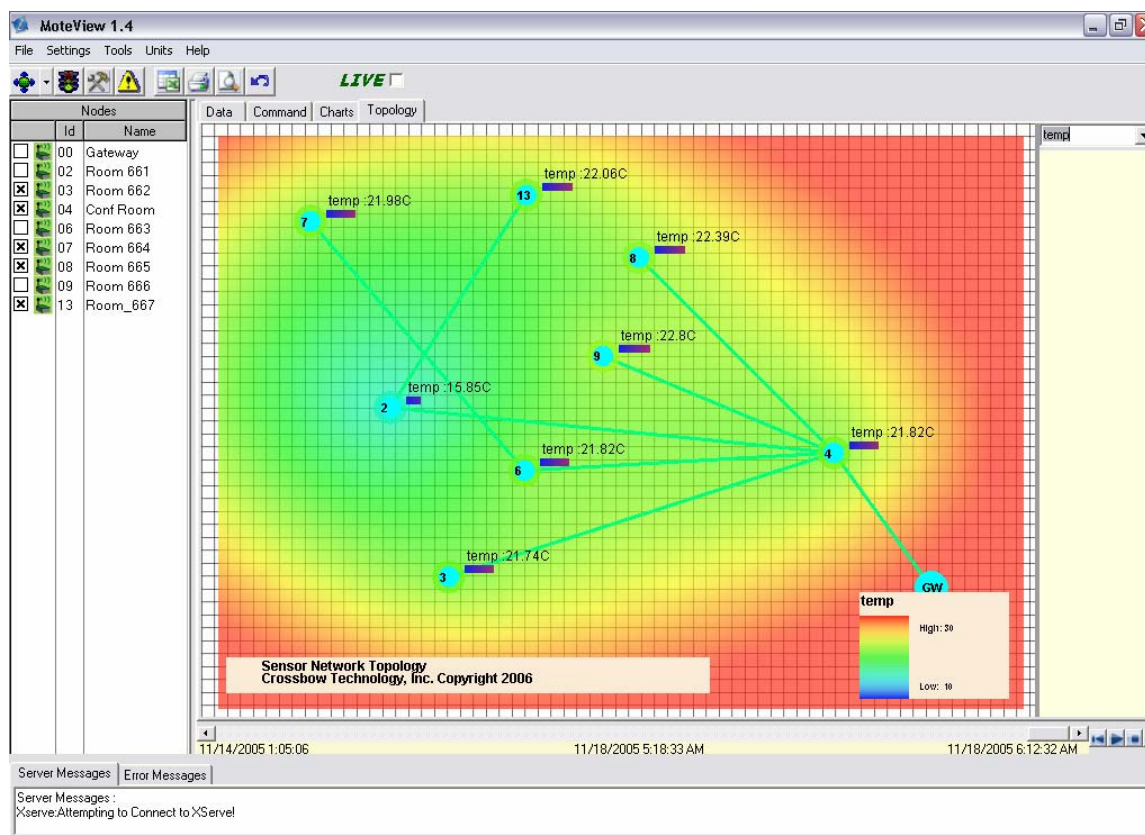 MoteView 1.4
File Settings Tools Units Help
LIVE
Nodes
Id Name
00 Gateway
02 Room 661
03 Room 662
04 Conf Room
06 Room 663
07 Room 664
08 Room 665
09 Room 666
13 Room_667
Data Command Charts Topology
temp
temp :22.06C
13
temp :21.98C
7
temp :22.39C
8
temp :22.8C
9
temp :15.85C
2
temp :21.82C
4
temp :21.82C
6
temp :21.74C
3
GW
temp
High: 30
Low: 10
Sensor Network Topology
Crossbow Technology, Inc. Copyright 2006
11/14/2005 1:05:06 11/18/2005 5:18:33 AM 11/18/2005 6:12:32 AM
Server Messages Error Messages
Server Messages :
Xserve:Attempting to Connect to XServe!